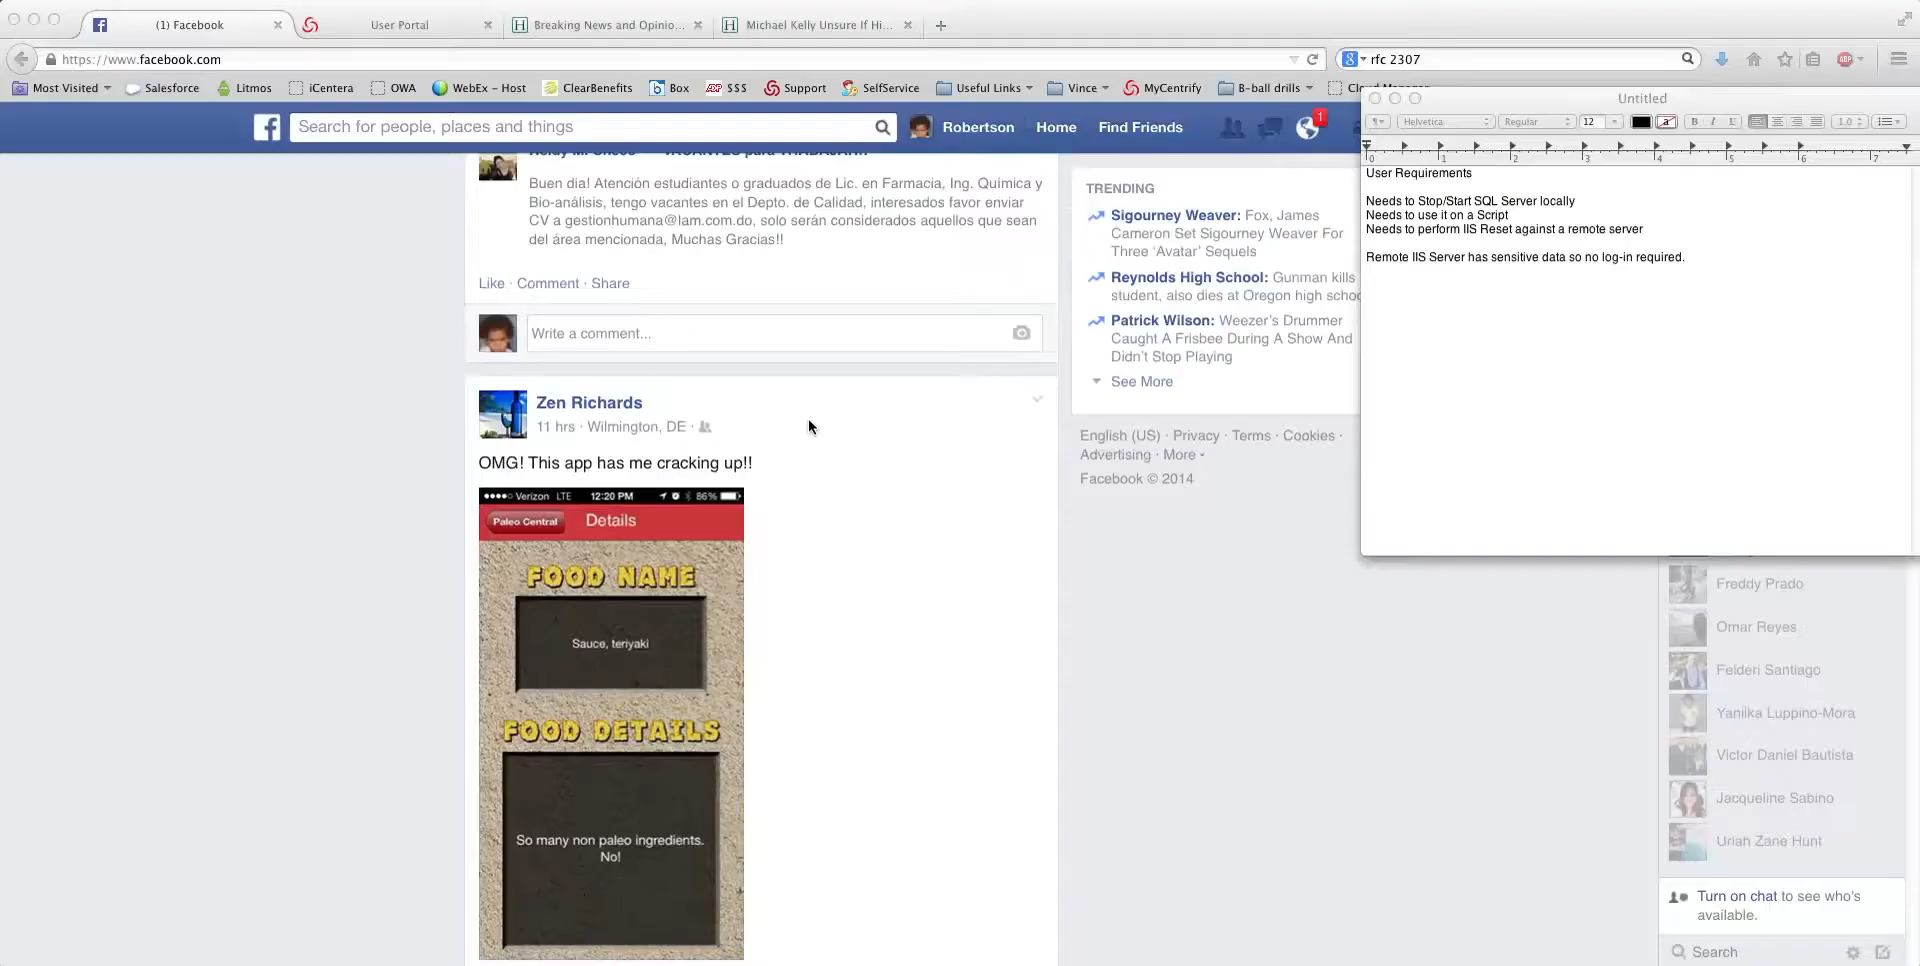 (1) Facebook
User Portal
Breaking News and Opinio...
Michael Kelly Unsure If Hi...
https://www.facebook.com
rfc 2307
Most Visited
Salesforce
Litmos
iCentera
OWA
WebEx - Host
ClearBenefits
Box
$$$
Support
SelfService
Useful Links
Vince
MyCentrify
B-ball drills
Search for people, places and things
Robertson
Home
Find Friends
1
Buen dia! Atención estudiantes o graduados de Lic. en Farmacia, Ing. Química y
Bio-análisis, tengo vacantes en el Depto. de Calidad, interesados favor enviar
CV a gestionhumana@lam.com.do, solo serán considerados aquellos que sean
del área mencionada, Muchas Gracias!!
Like · Comment · Share
Write a comment...
Zen Richards
11 hrs · Wilmington, DE ·
OMG! This app has me cracking up!!
Verizon LTE 12:20 PM 86%
Paleo Central
Details
FOOD NAME
Sauce, teriyaki
FOOD DETAILS
So many non paleo ingredients.
No!
TRENDING
Sigourney Weaver: Fox, James
Cameron Set Sigourney Weaver For
Three 'Avatar' Sequels
Reynolds High School: Gunman kills
student, also dies at Oregon high
Patrick Wilson: Weezer's Drummer
Caught A Frisbee During A Show And
Didn't Stop Playing
See More
English (US) · Privacy · Terms · Cookies ·
Advertising · More
Facebook © 2014
Untitled
Helvetica
Regular
12
B I U
1.0
0 1 2 3 4 5 6 7
User Requirements
Needs to Stop/Start SQL Server locally
Needs to use it on a Script
Needs to perform IIS Reset against a remote server
Remote IIS Server has sensitive data so no log-in required.
Freddy Prado
Omar Reyes
Felderi Santiago
Yanilka Luppino-Mora
Victor Daniel Bautista
Jacqueline Sabino
Uriah Zane Hunt
Turn on chat to see who's
available.
Search